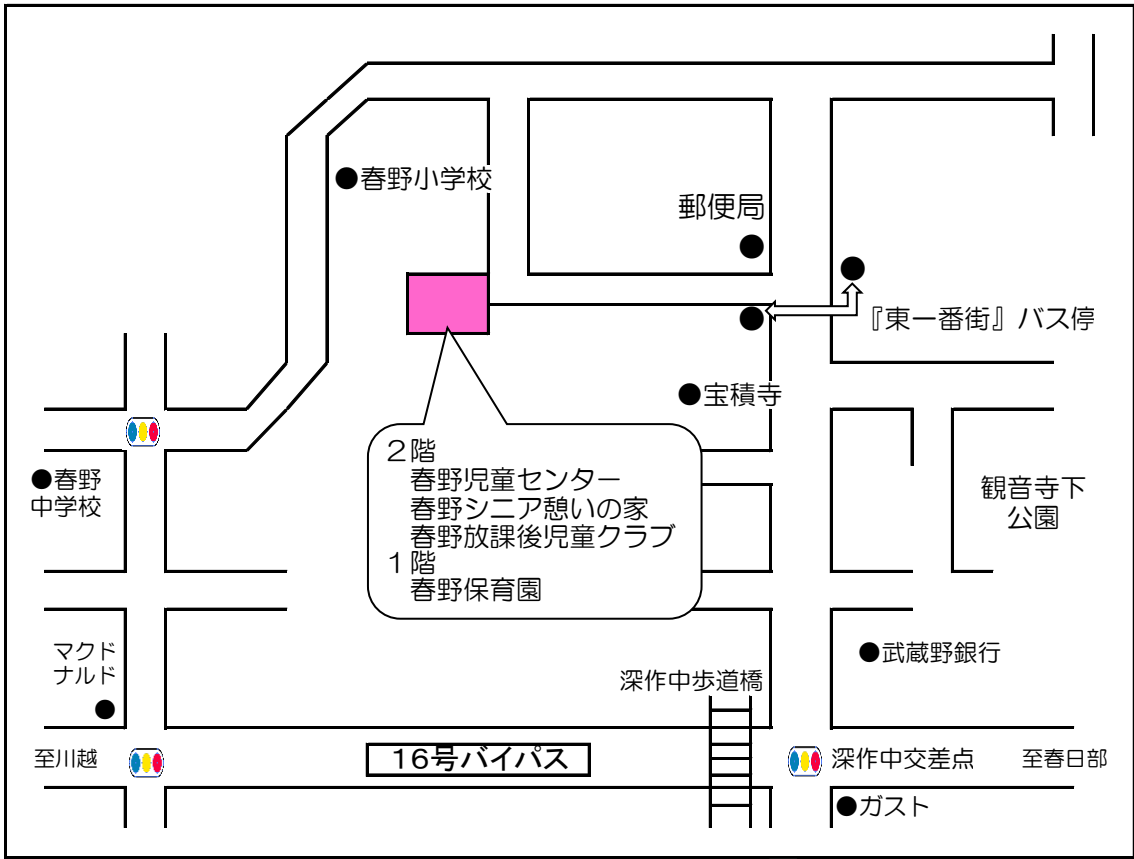 ●春野小学校
郵便局
『東一番街』バス停
●宝積寺
２階
春野児童センター
春野シニア憩いの家
春野放課後児童クラブ
１階
春野保育園
●春野
中学校
観音寺下
公園
マクド
ナルド
●武蔵野銀行
深作中歩道橋
至川越
16号バイパス
深作中交差点
至春日部
●ガスト